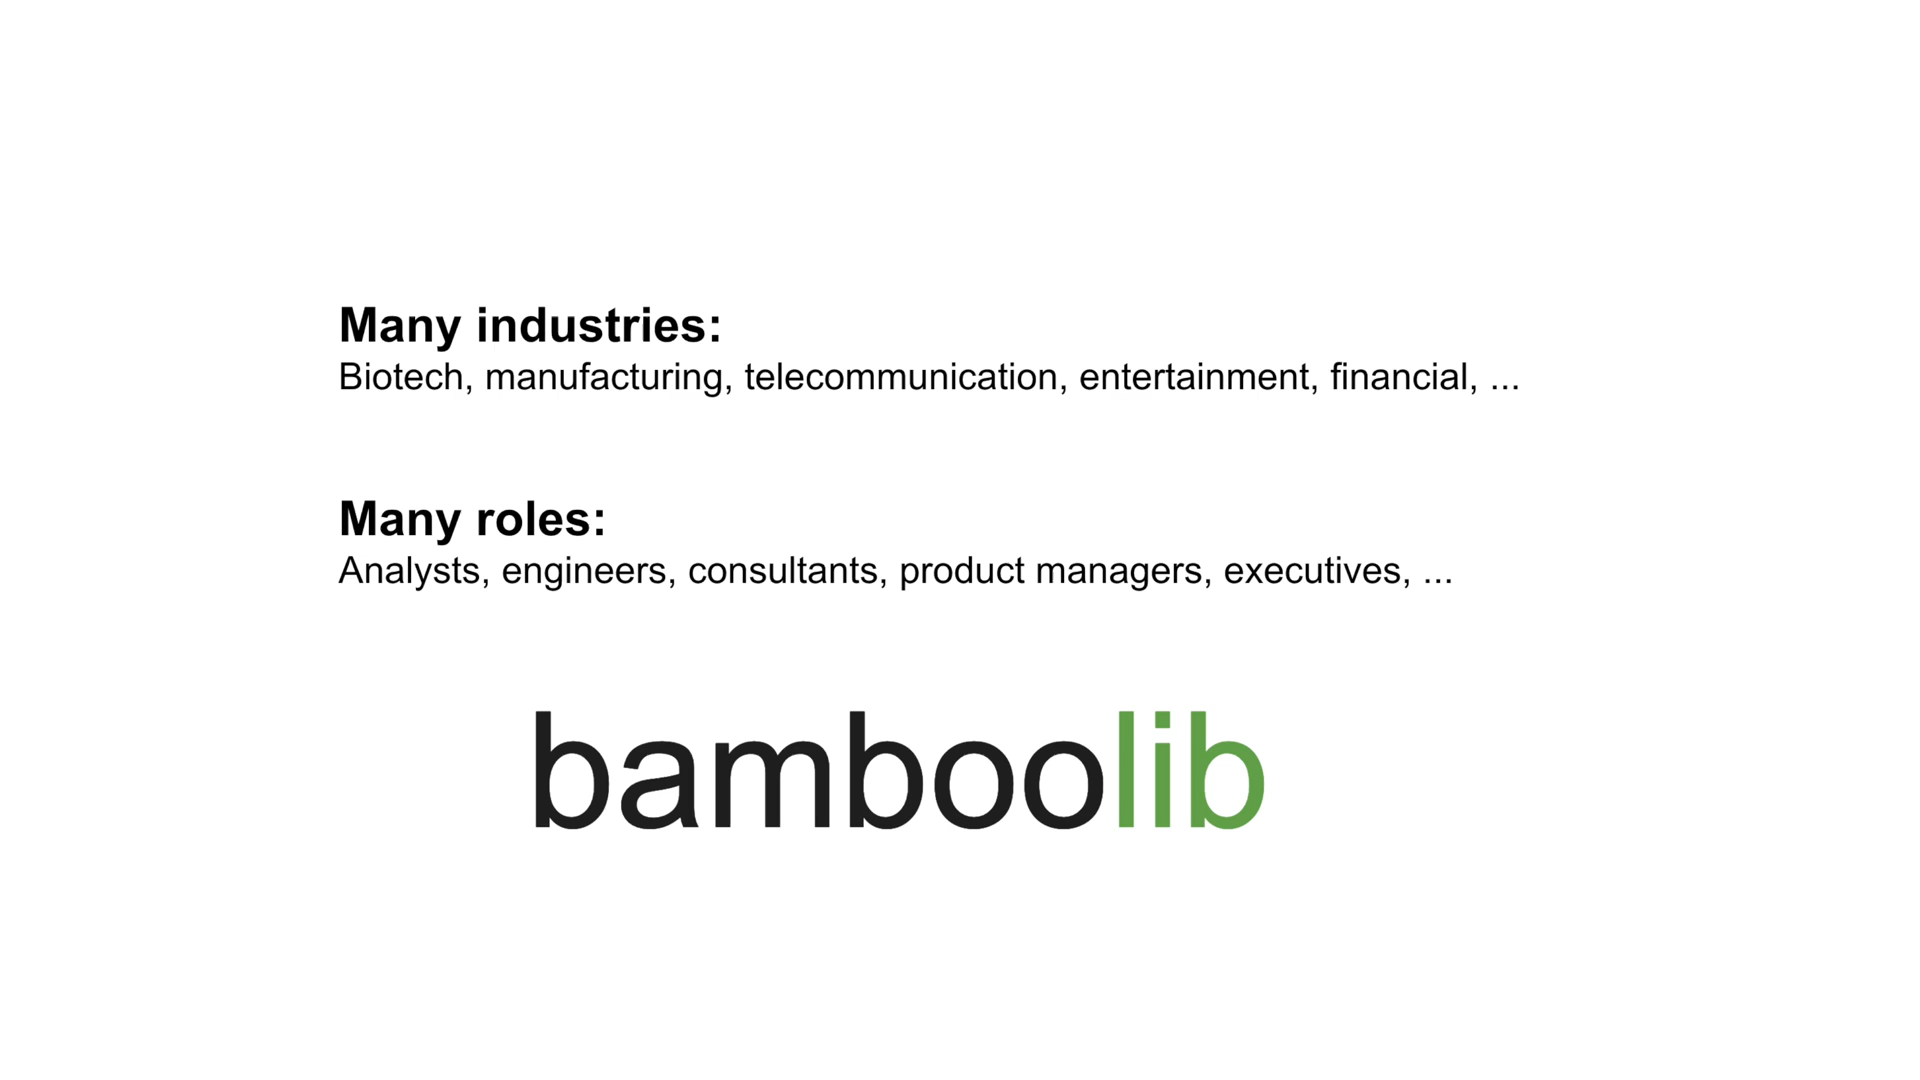 Many industries:
Biotech, manufacturing, telecommunication, entertainment, financial, ...
Many roles:
Analysts, engineers, consultants, product managers, executives, ...
bamboolib